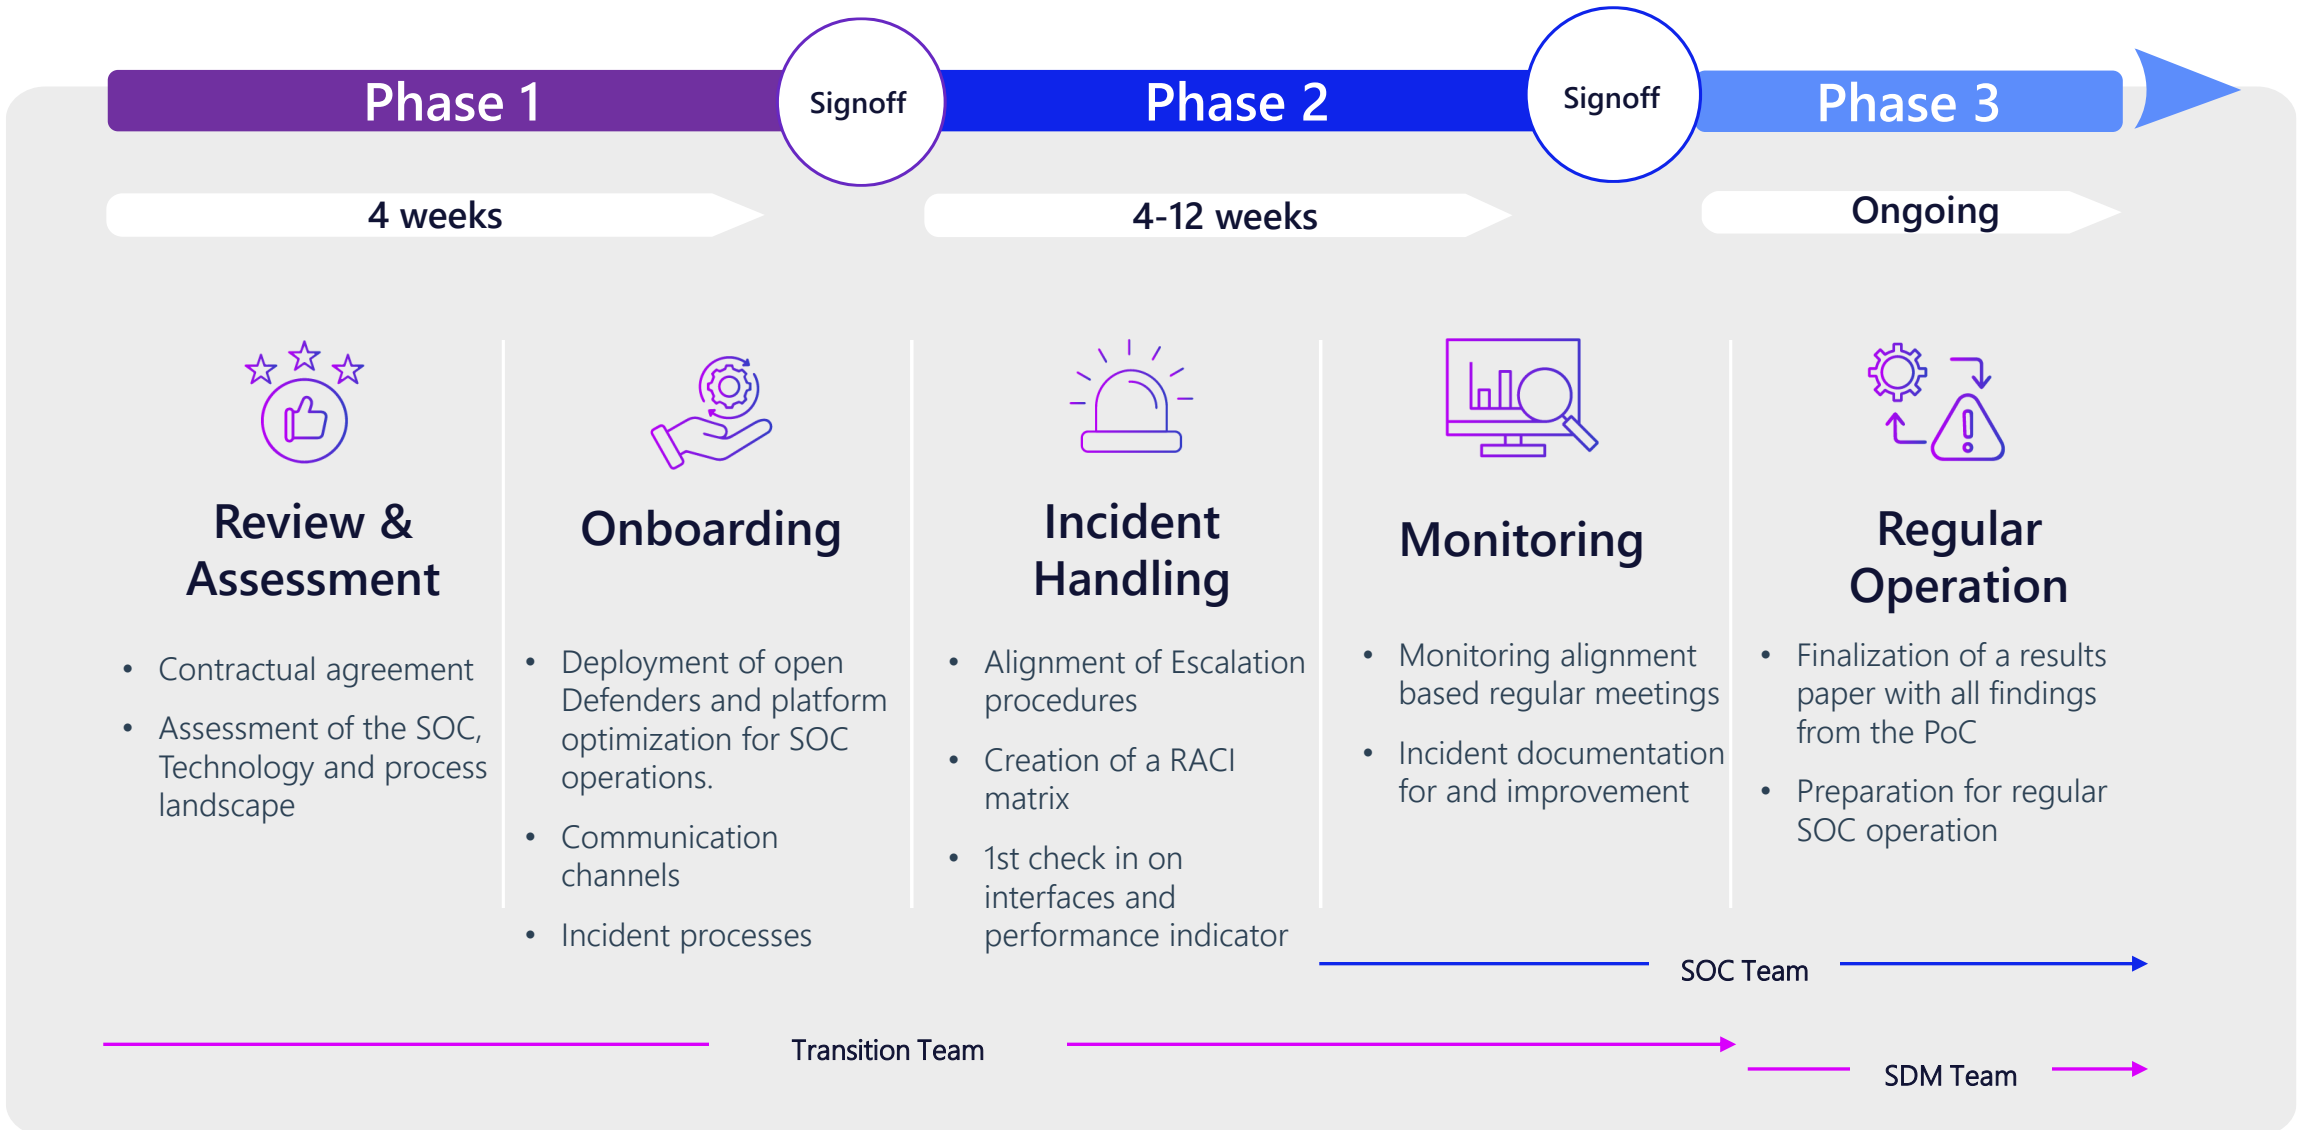 Phase 1
Signoff
Phase 2
Signoff
Phase 3
4 weeks
4-12 weeks
Ongoing
Review &
Assessment
• Contractual agreement
• Assessment of the SOC,
Technology and process
landscape
Onboarding
• Deployment of open
Defenders and platform
optimization for SOC
operations.
• Communication
channels
• Incident processes
Incident
Handling
• Alignment of Escalation
procedures
• Creation of a RACI
matrix
• 1st check in on
interfaces and
performance indicator
Monitoring
• Monitoring alignment
based regular meetings
• Incident documentation
for and improvement
Regular
Operation
• Finalization of a results
paper with all findings
from the PoC
• Preparation for regular
SOC operation
SOC Team
Transition Team
SDM Team